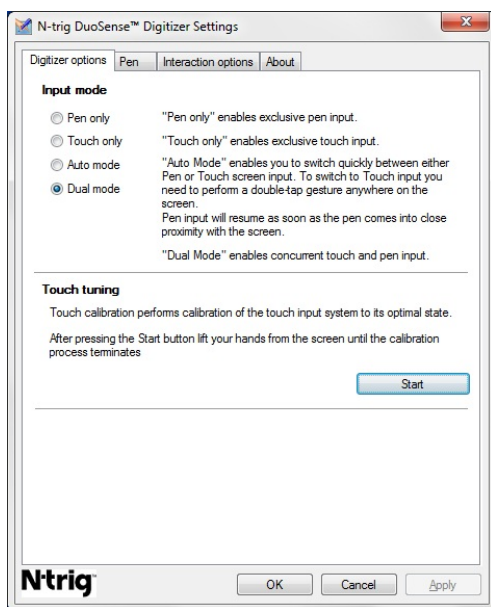 N-trig DuoSense™ Digitizer Settings
Digitizer options Pen Interaction options About
Input mode
Pen only "Pen only" enables exclusive pen input.
Touch only "Touch only" enables exclusive touch input.
Auto mode "Auto Mode" enables you to switch quickly between either
Pen or Touch screen input. To switch to Touch input you
Dual mode need to perform a double-tap gesture anywhere on the
screen.
Pen input will resume as soon as the pen comes into close
proximity with the screen.
"Dual Mode" enables concurrent touch and pen input.
Touch tuning
Touch calibration performs calibration of the touch input system to its optimal state.
After pressing the Start button lift your hands from the screen until the calibration
process terminates
Start
N-trig™
OK Cancel Apply